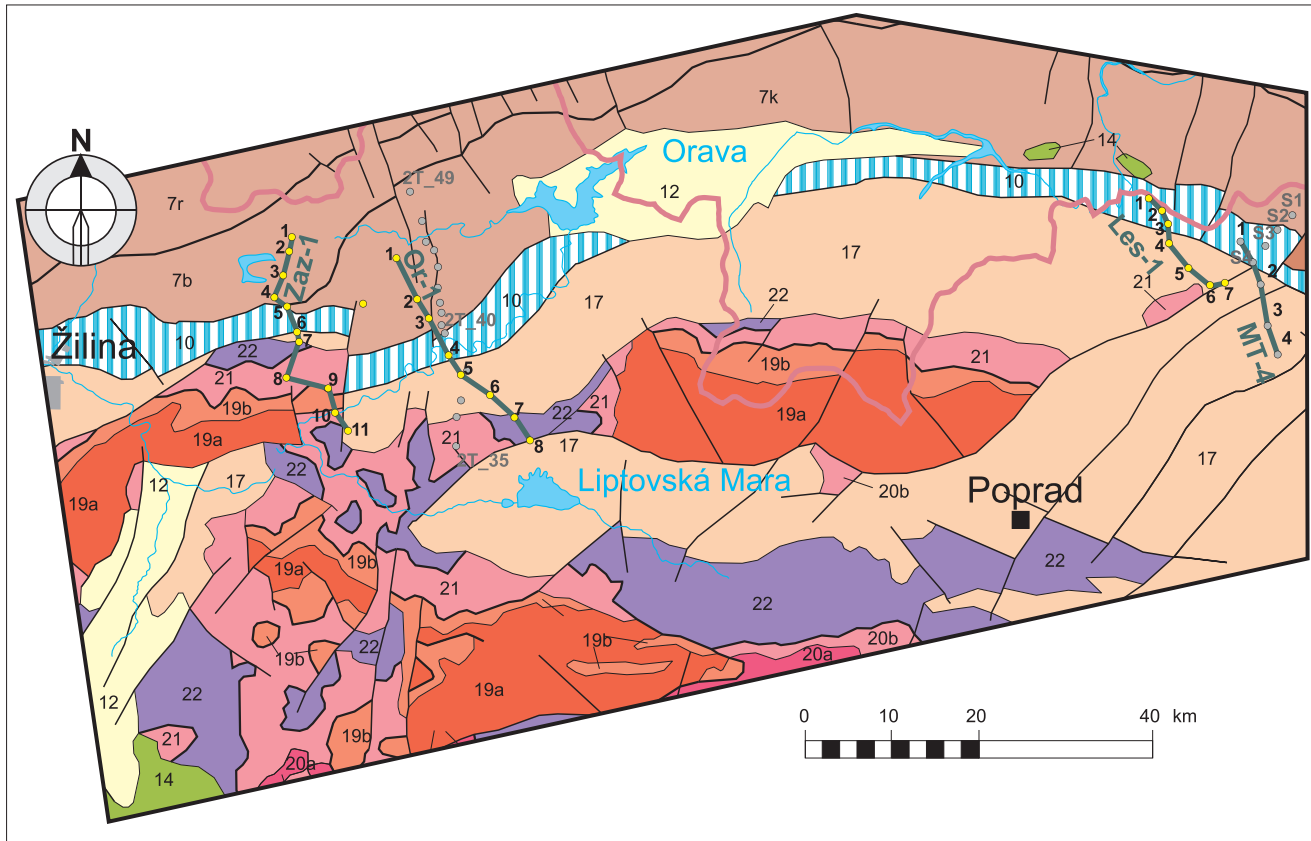 7k
14
N
Orava
2T_49
12
10
7r
1
S1
2
S2
1
3
S3
1
S4
4
2
2
Zaz-1
17
Les-1
5
3
1
Or-1
6
7
21
7b
4
2
10
22
3
5
3
2T_40
6
17
MT-4
4
Žilina
10
7
4
22
21
19b
5
21
8
9
6
19b
10
7
22
21
19a
19a
11
21
8
17
17
22
2T_35
20b
12
17
Liptovská Mara
Poprad
19a
19b
19a
22
21
22
22
19b
20b
19b
20a
19a
12
22
0
10
20
40
km
21
19b
20a
14